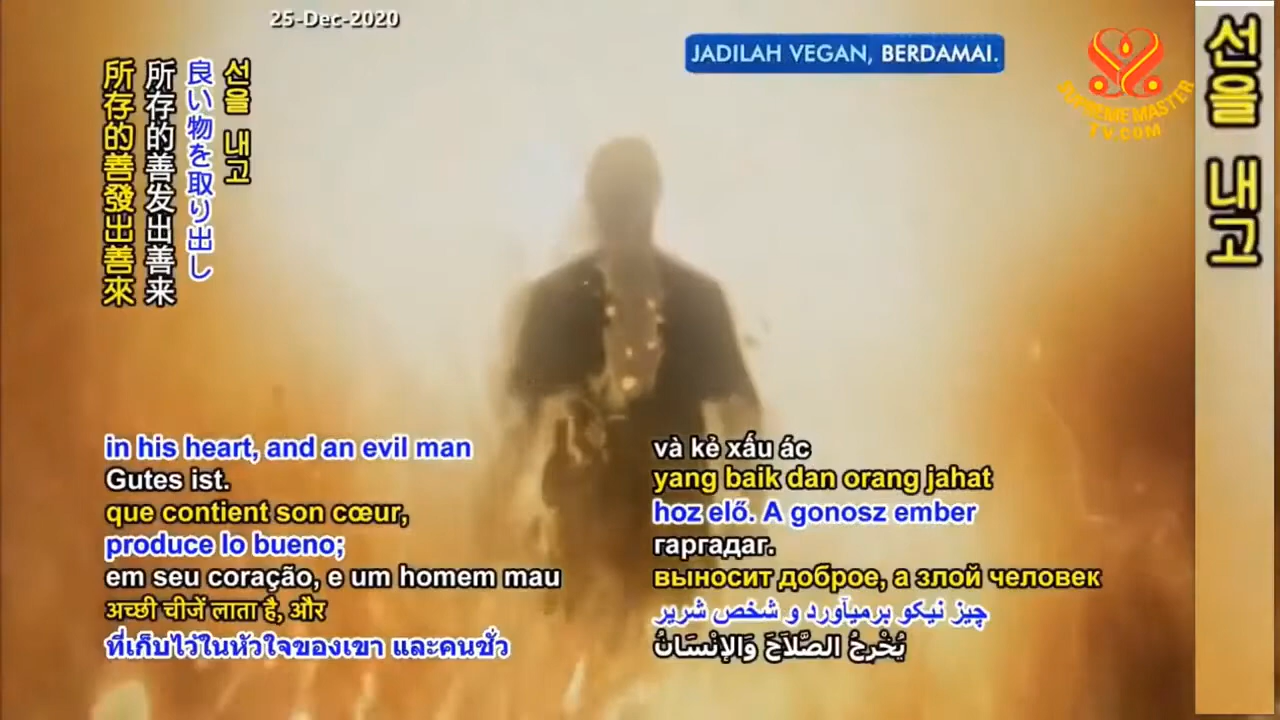 25-Dec-2020
JADILAH VEGAN, BERDAMAI.
SUPREME MASTER
TV.COM
선을 내고
선을 내고
良い物を取り出し
所存的善发出善来
所存的善發出善來
in his heart, and an evil man
Gutes ist.
que contient son cœur,
produce lo bueno;
em seu coração, e um homem mau
अच्छी चीजें लाता है, और
ที่เก็บไว้ในหัวใจของเขา และคนชั่ว
và kẻ xấu ác
yang baik dan orang jahat
hoz elő. A gonosz ember
гаргадаг.
выносит доброе, а злой человек
چیز نیکو برمیآورد و شخص شریر
يُخْرِجُ الصَّلاَحَ وَالإِنْسَانُ